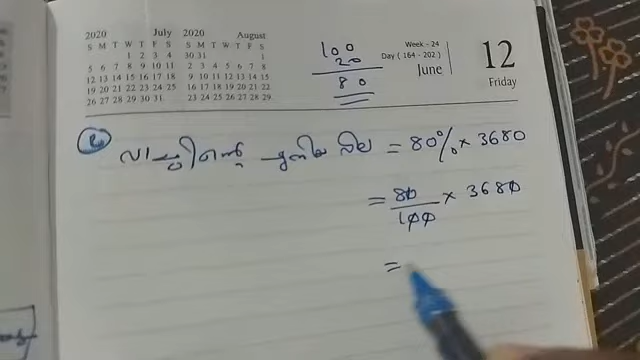 2020 July
S M T W T F S
1 2 3 4
5 6 7 8 9 10 11
12 13 14 15 16 17 18
19 20 21 22 23 24 25
26 27 28 29 30 31
2020 August
S M T W T F S
30 31 1
2 3 4 5 6 7 8
9 10 11 12 13 14 15
16 17 18 19 20 21 22
23 24 25 26 27 28 29
100
20
80
Week - 24
Day (164 - 202)
June
12
Friday
വില = 80% × 3680
= 80/100 × 3680
=